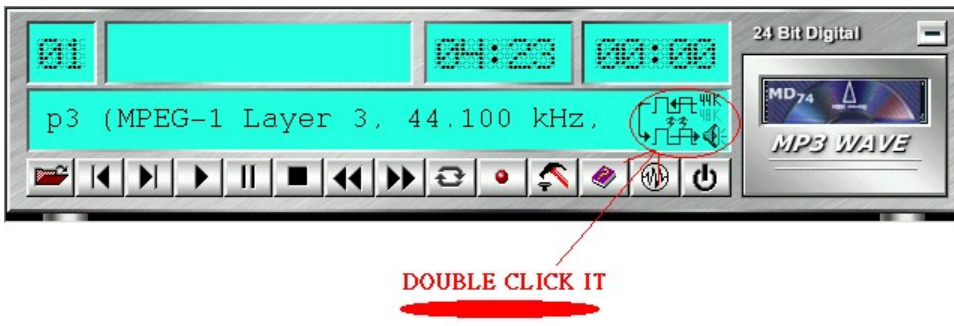 24 Bit Digital
01 04:23 00:00
44K
48K
p3 (MPEG-1 Layer 3, 44.100 kHz,
MD74
MP3 WAVE
DOUBLE CLICK IT